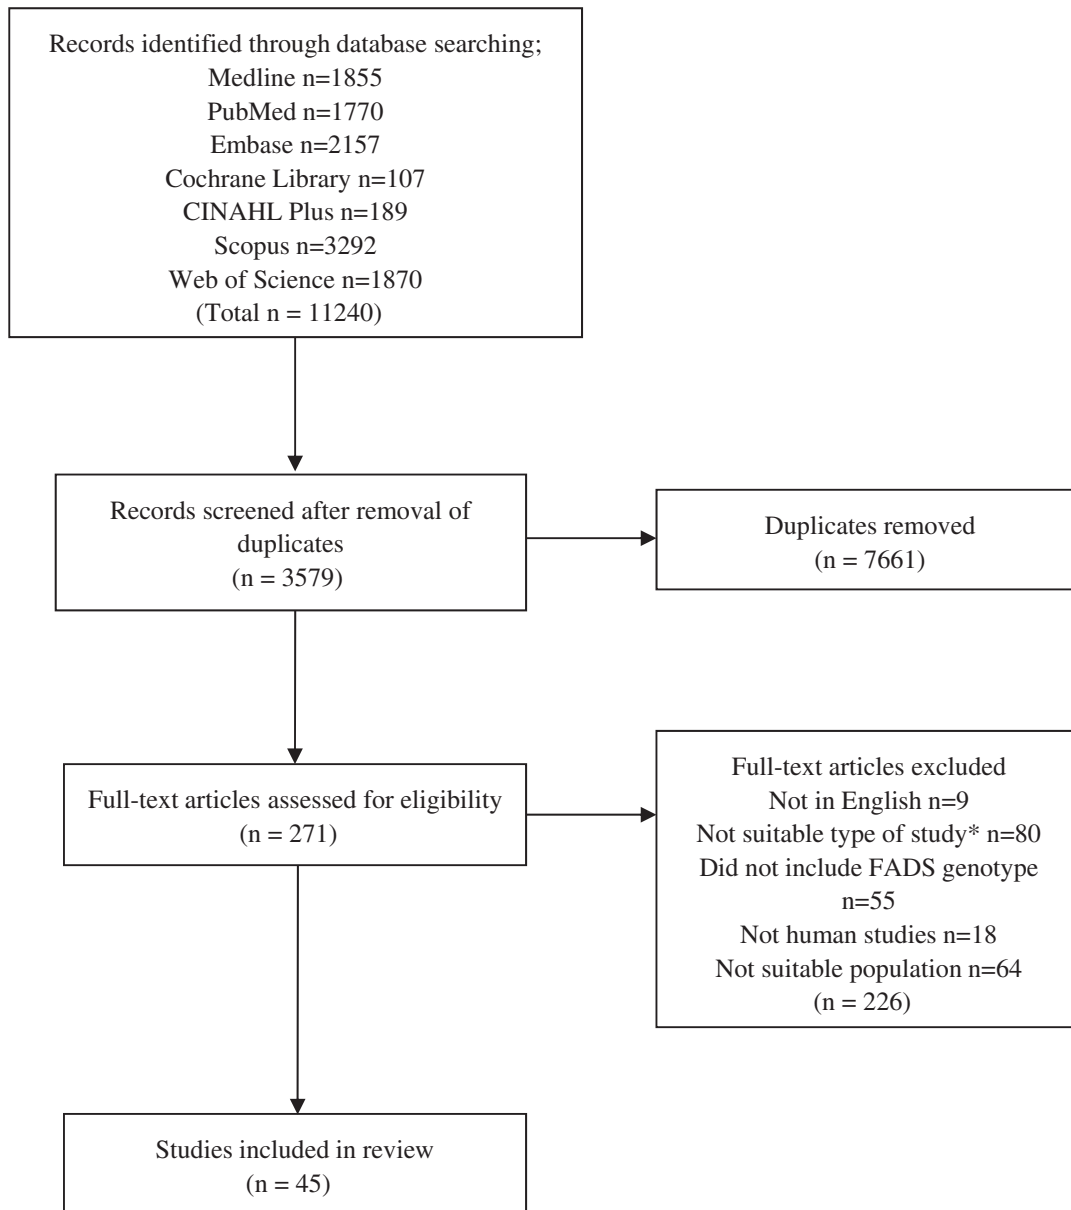 Records identified through database searching;
Medline n=1855
PubMed n=1770
Embase n=2157
Cochrane Library n=107
CINAHL Plus n=189
Scopus n=3292
Web of Science n=1870
(Total n = 11240)
Records screened after removal of
duplicates
(n = 3579)
Duplicates removed
(n = 7661)
Full-text articles assessed for eligibility
(n = 271)
Full-text articles excluded
Not in English n=9
Not suitable type of study* n=80
Did not include FADS genotype
n=55
Not human studies n=18
Not suitable population n=64
(n = 226)
Studies included in review
(n = 45)